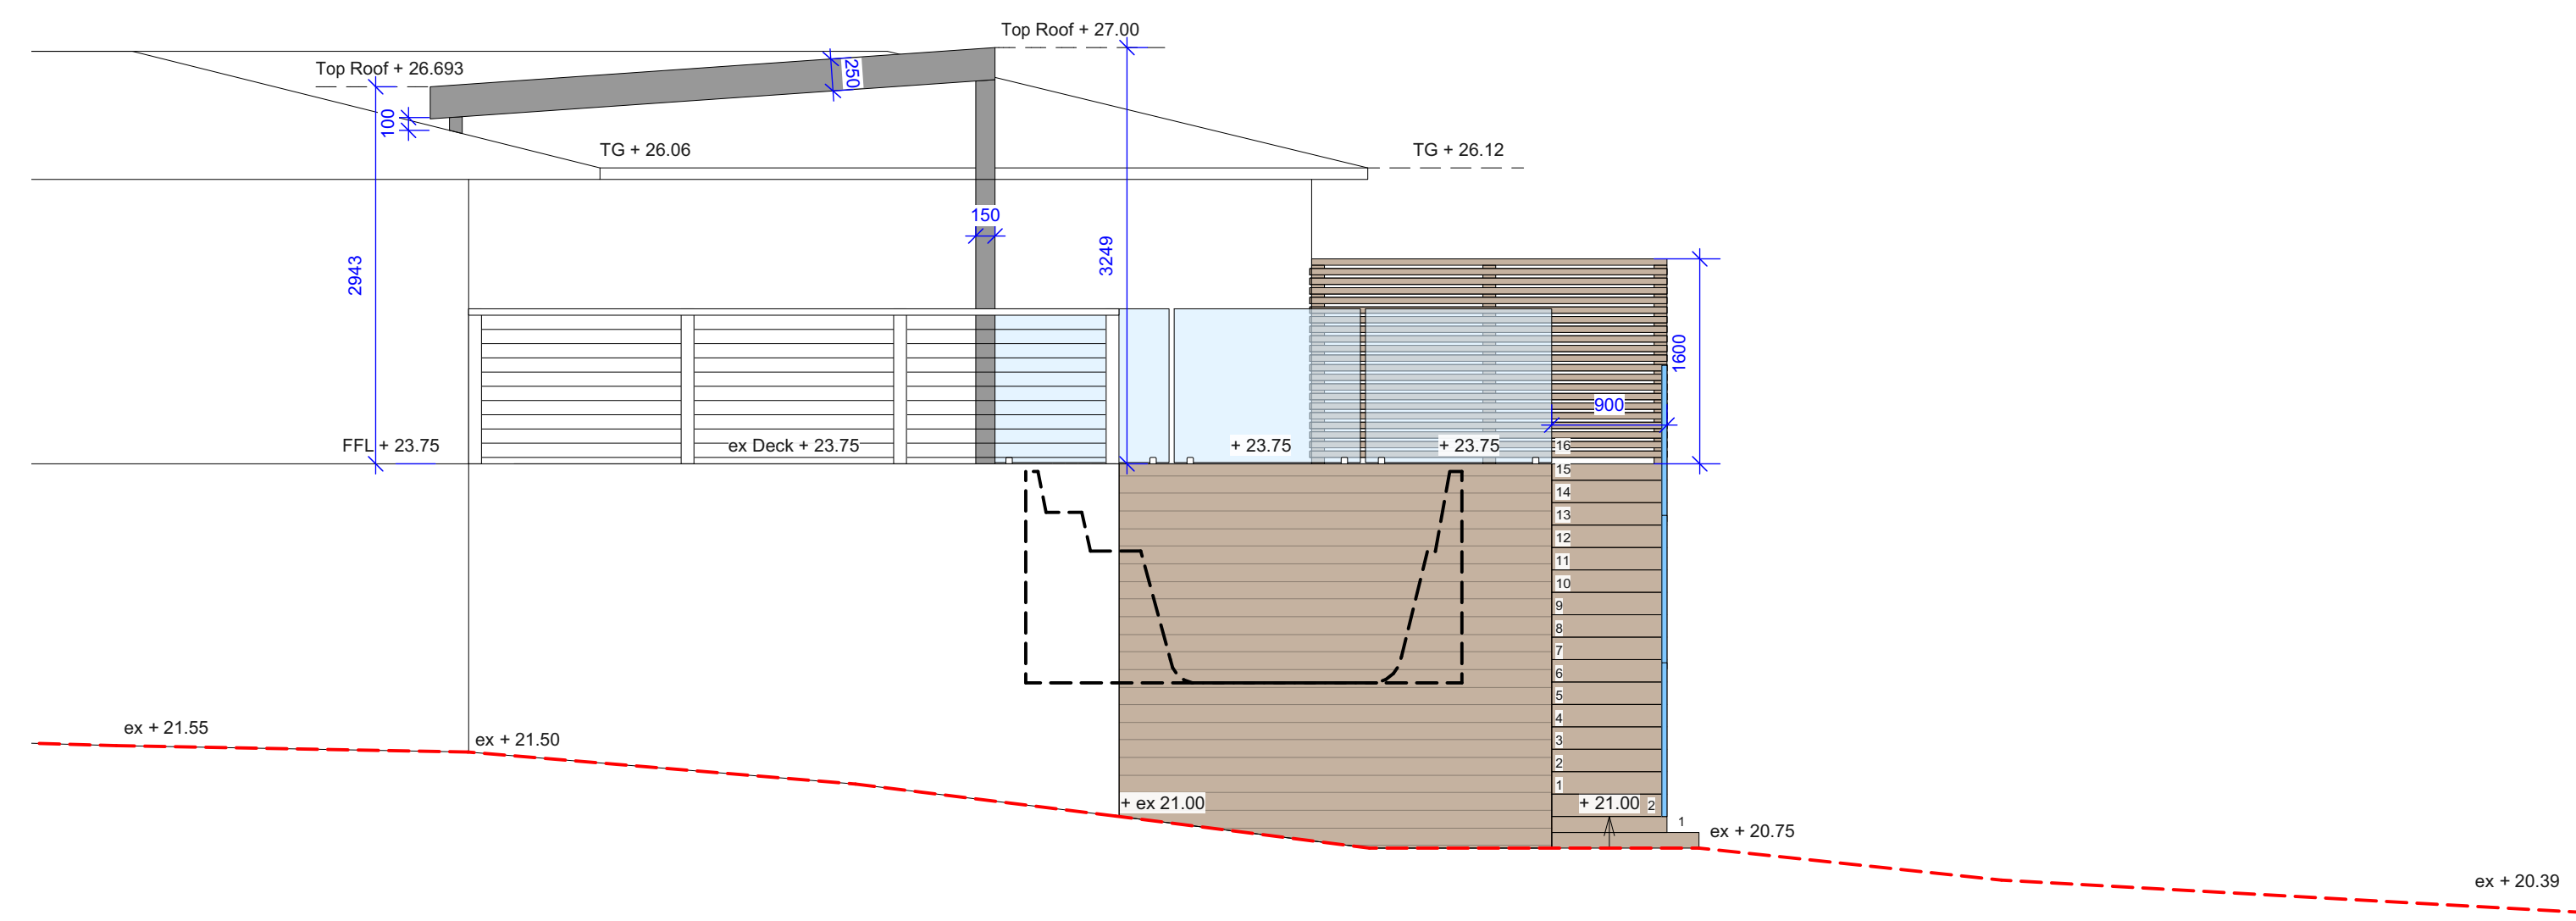 Top Roof + 27.00
Top Roof + 26.693
250
100
TG + 26.06
TG + 26.12
150
3249
2943
1600
900
FFL + 23.75
ex Deck + 23.75
+ 23.75
+ 23.75
16
15
14
13
12
11
10
9
8
7
6
5
4
3
2
1
ex + 21.55
ex + 21.50
+ ex 21.00
+ 21.00
2
1
ex + 20.75
ex + 20.39